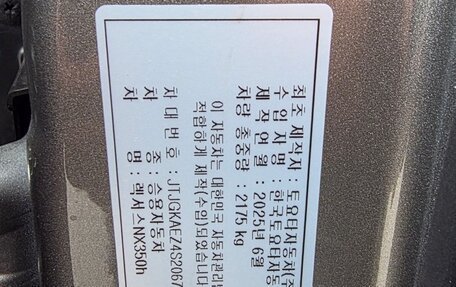 최초 제작자 : 토요타자동차주
수 입 자 명 : 한국토요타자동
제 작 연 월 : 2025년 6월
차량 총중량 : 2175 kg
이 자동차는 대한민국 자동차관리
적합하게 제작(수입)되었습니다
차 대 번 호 : JTJGKAEZ4S2067
차 종 : 승용자동차
차 명 : 렉서스NX350h